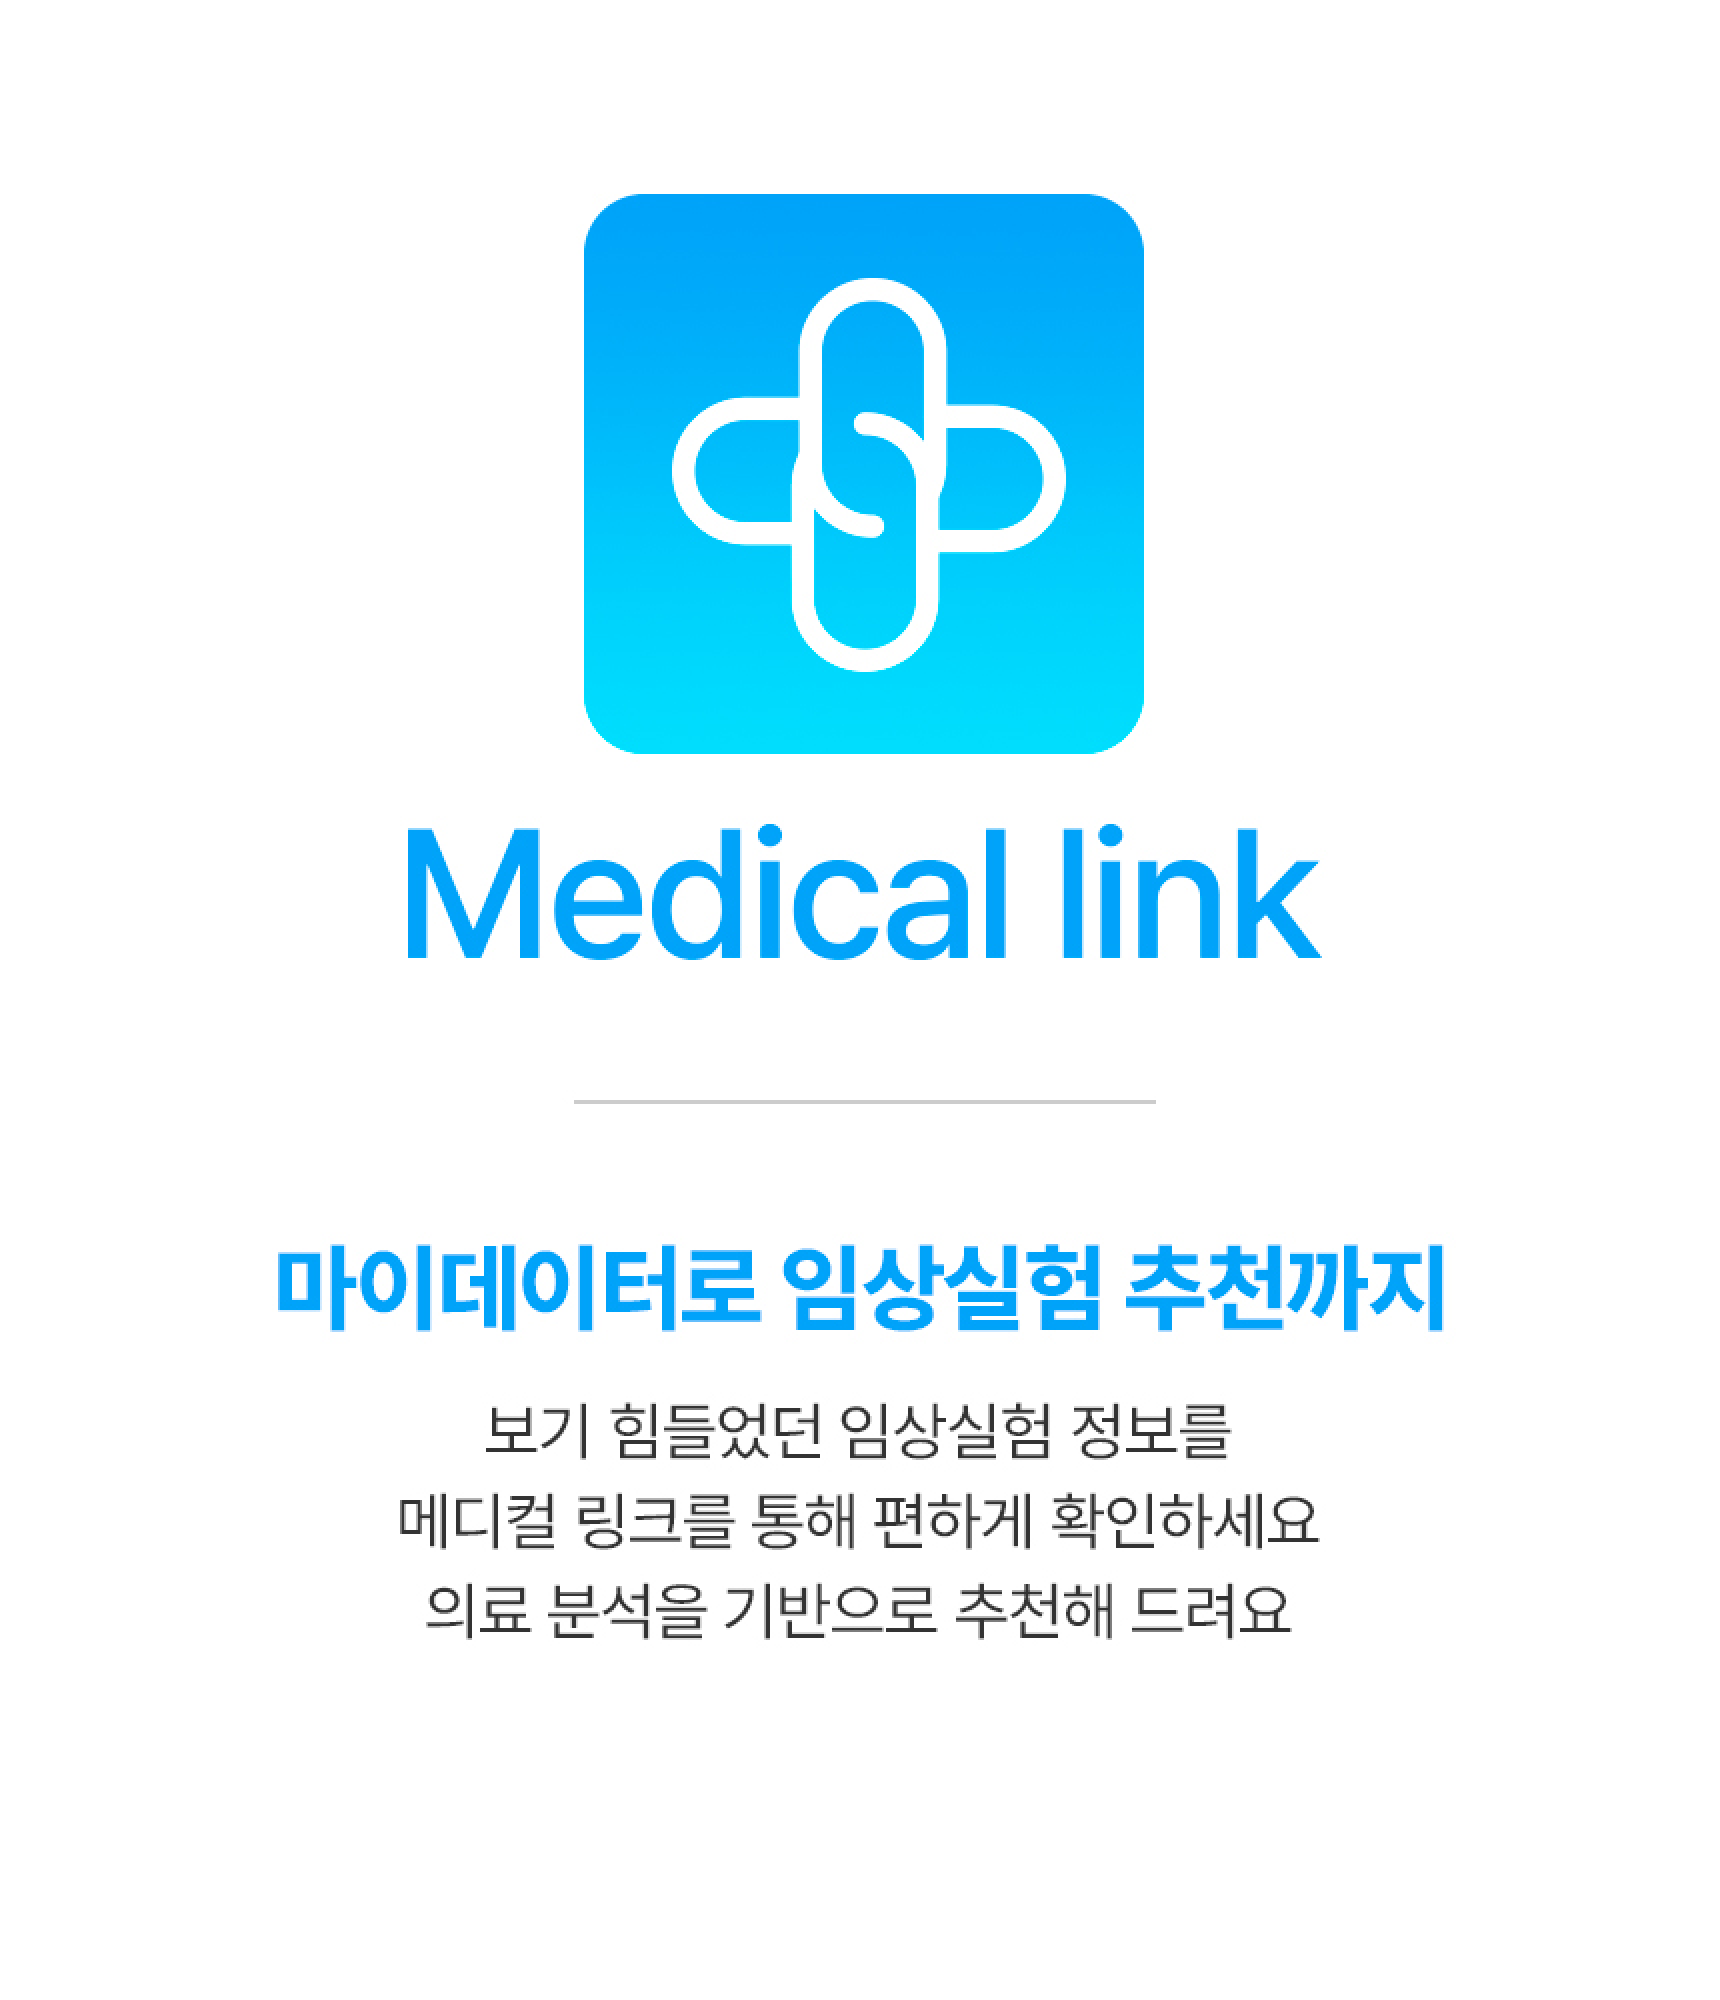 Medical link
마이데이터로 임상실험 추천까지
보기 힘들었던 임상실험 정보를
메디컬 링크를 통해 편하게 확인하세요
의료 분석을 기반으로 추천해 드려요